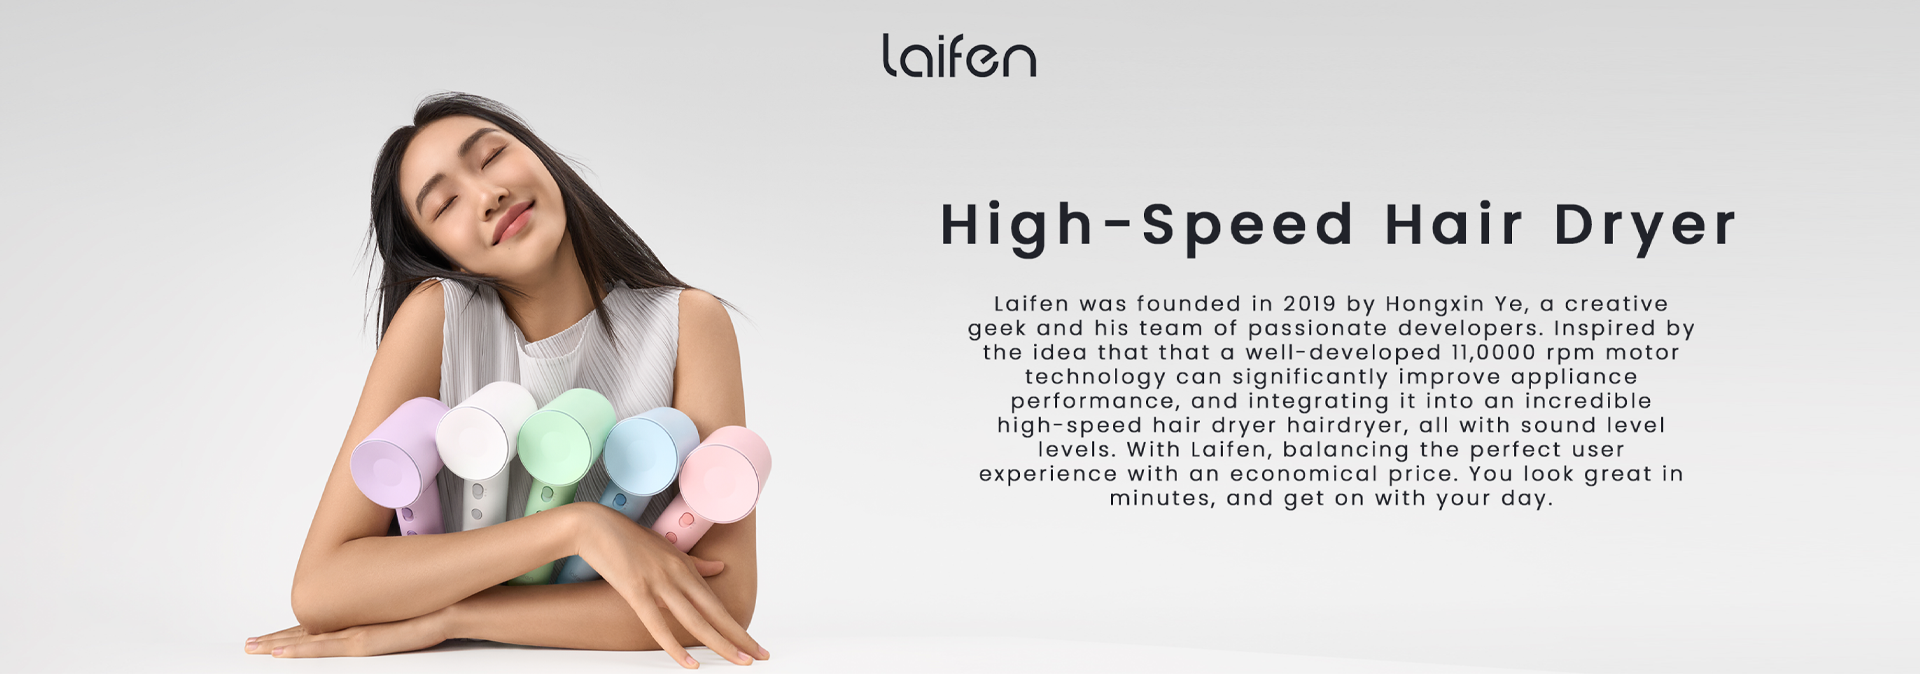 laifen
High-Speed Hair Dryer
Laifen was founded in 2019 by Hongxin Ye, a creative
geek and his team of passionate developers. Inspired by
the idea that that a well-developed 11,0000 rpm motor
technology can significantly improve appliance
performance, and integrating it into an incredible
high-speed hair dryer hairdryer, all with sound level
levels. With Laifen, balancing the perfect user
experience with an economical price. You look great in
minutes, and get on with your day.